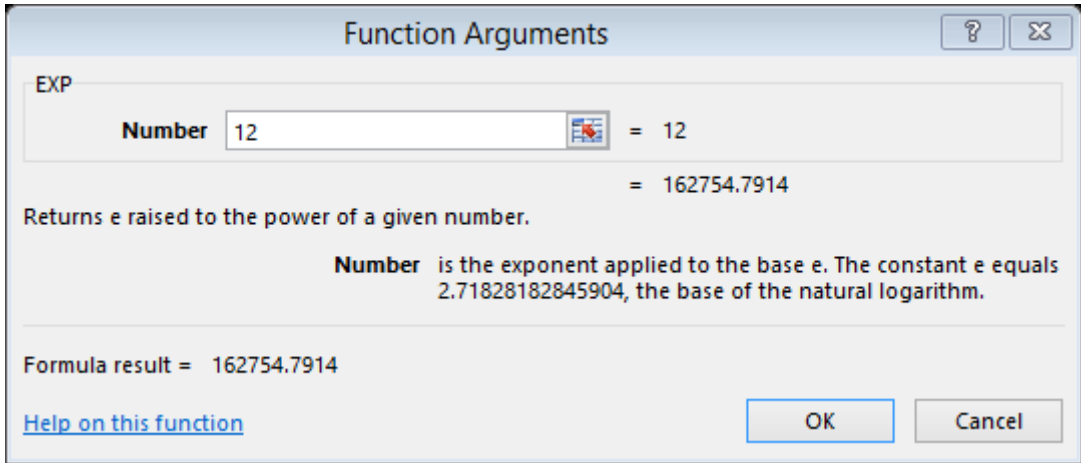 Function Arguments
EXP
Number 12 = 12
= 162754.7914
Returns e raised to the power of a given number.
Number is the exponent applied to the base e. The constant e equals
2.71828182845904, the base of the natural logarithm.
Formula result = 162754.7914
Help on this function
OK Cancel